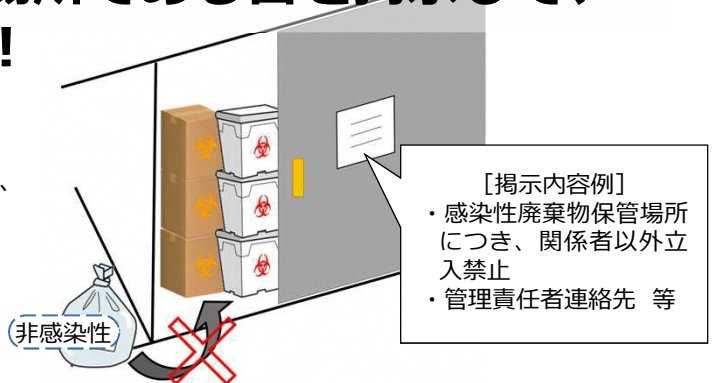 ！
、
［掲示内容例］
・感染性廃棄物保管場所
につき、関係者以外立
入禁止
・管理責任者連絡先 等
非感染性